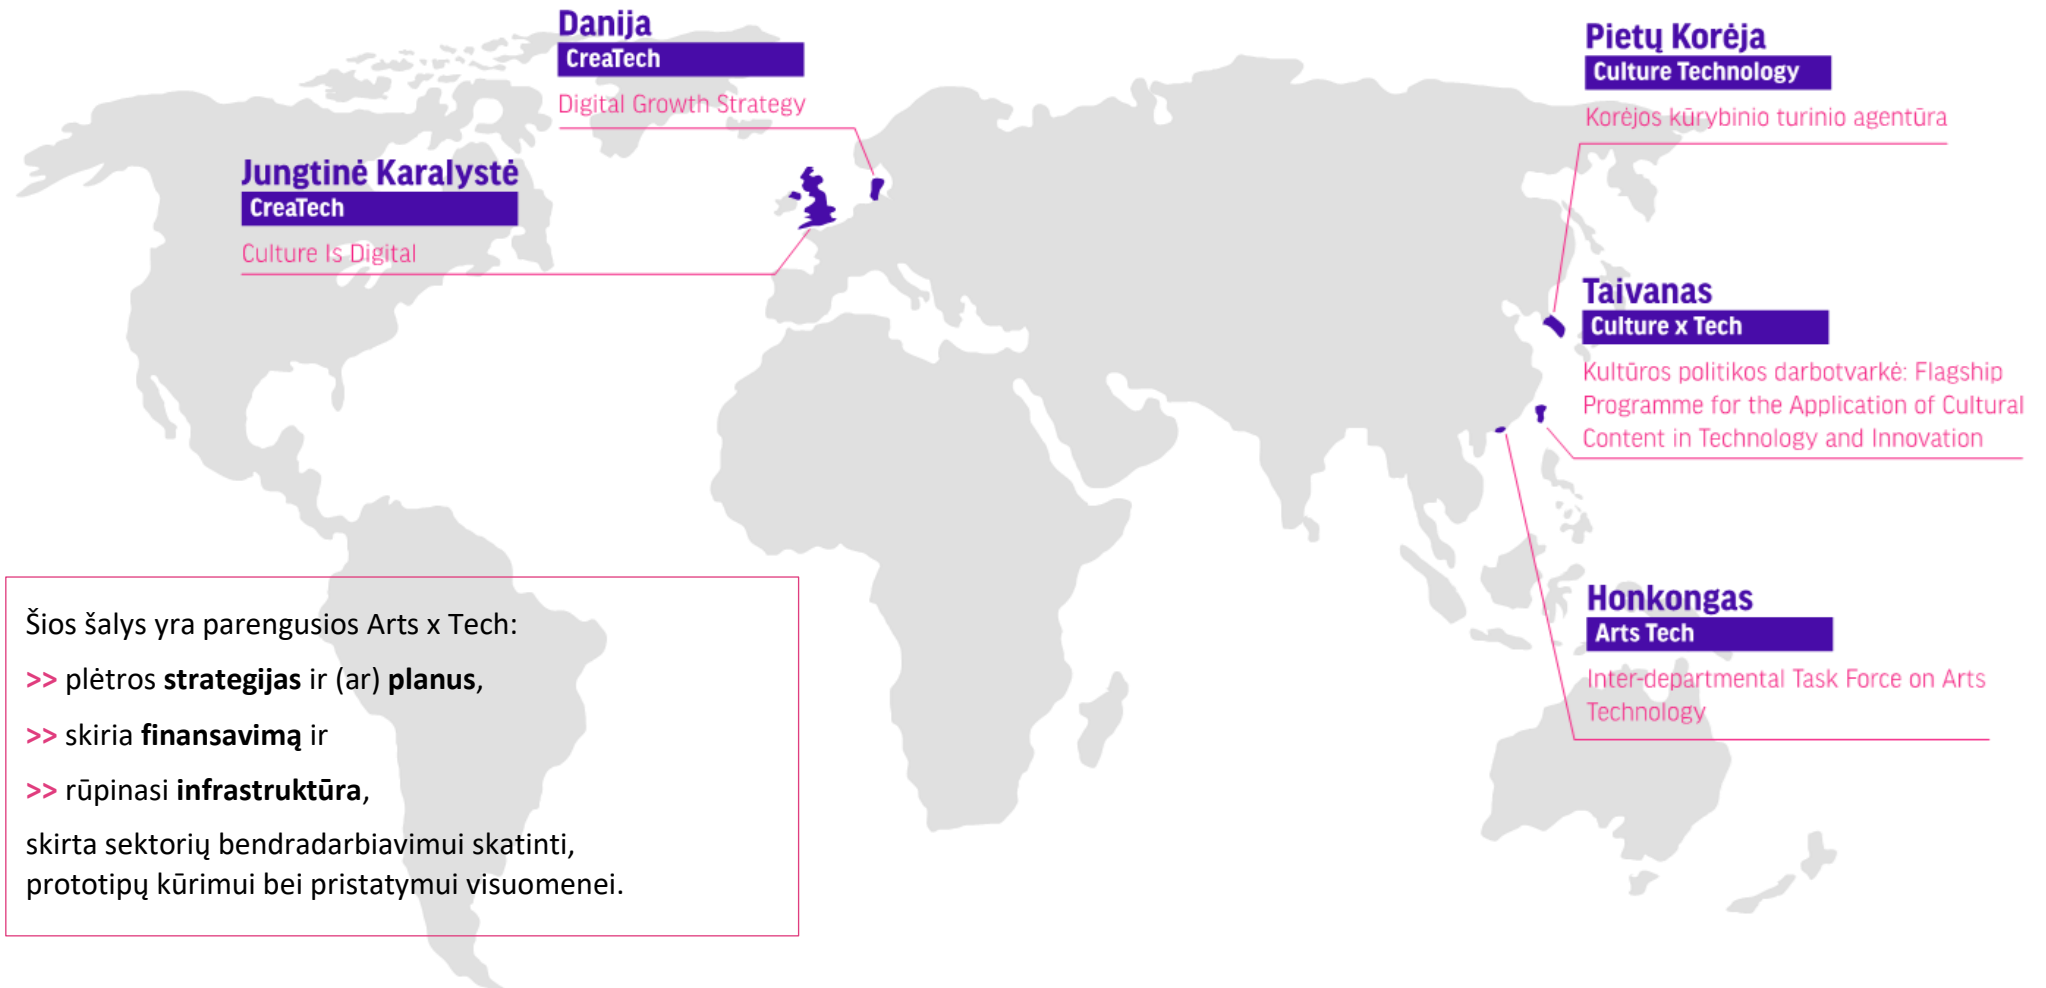 Danija
CreaTech
Digital Growth Strategy
Jungtinė Karalystė
CreaTech
Culture Is Digital
Pietų Korėja
Culture Technology
Korėjos kūrybinio turinio agentūra
Taivanas
Culture x Tech
Kultūros politikos darbotvarkė: Flagship
Programme for the Application of Cultural
Content in Technology and Innovation
Honkongas
Arts Tech
Inter-departmental Task Force on Arts
Technology
Šios šalys yra parengusios Arts x Tech:
>> plėtros strategijas ir (ar) planus,
>> skiria finansavimą ir
>> rūpinasi infrastruktūra,
skirta sektorių bendradarbiavimui skatinti,
prototipų kūrimui bei pristatymui visuomenei.